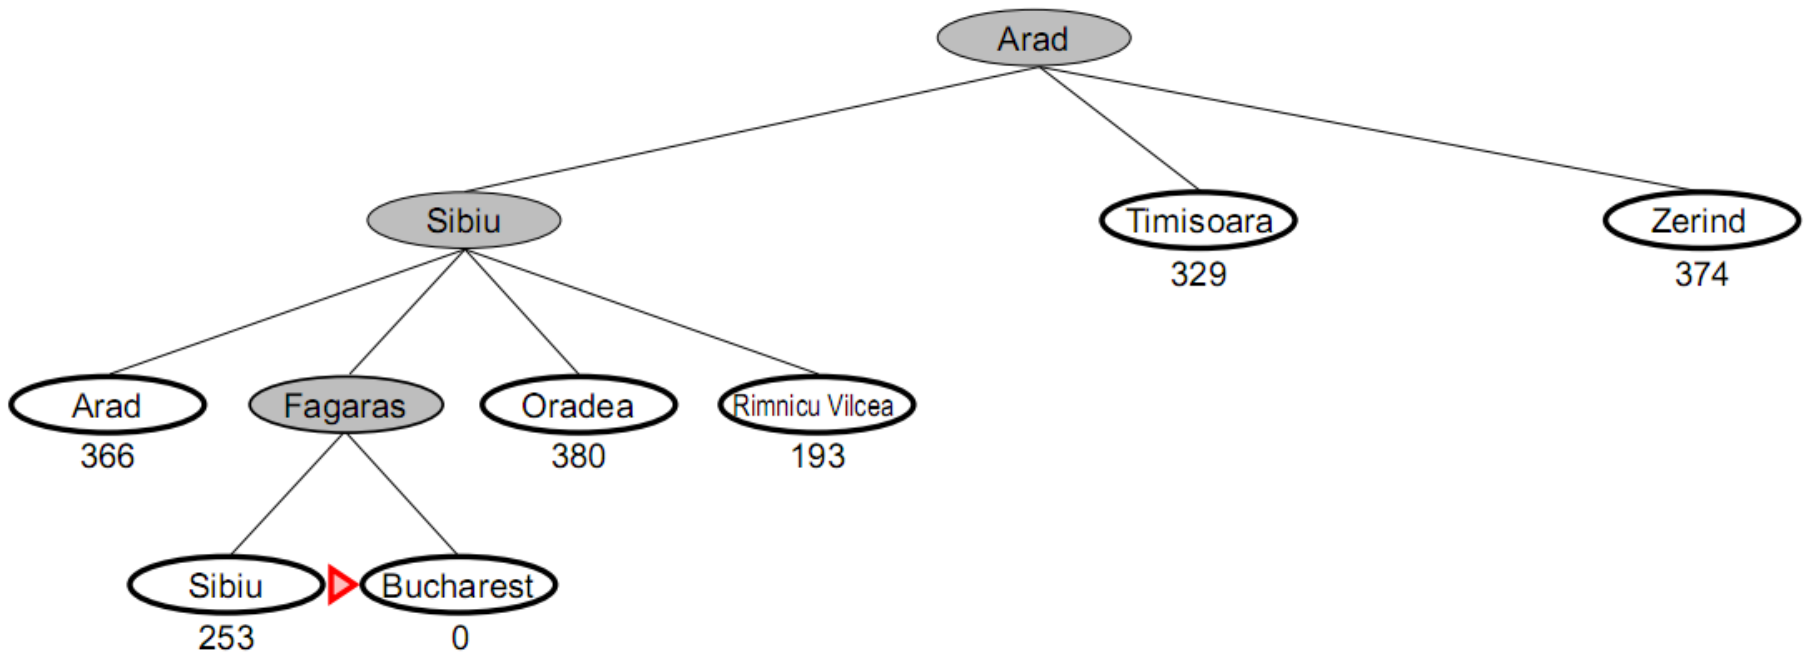 Arad
Sibiu
Timisoara
Zerind
329
374
Arad
Fagaras
Oradea
Rimnicu Vilcea
366
380
193
Sibiu
Bucharest
253
0